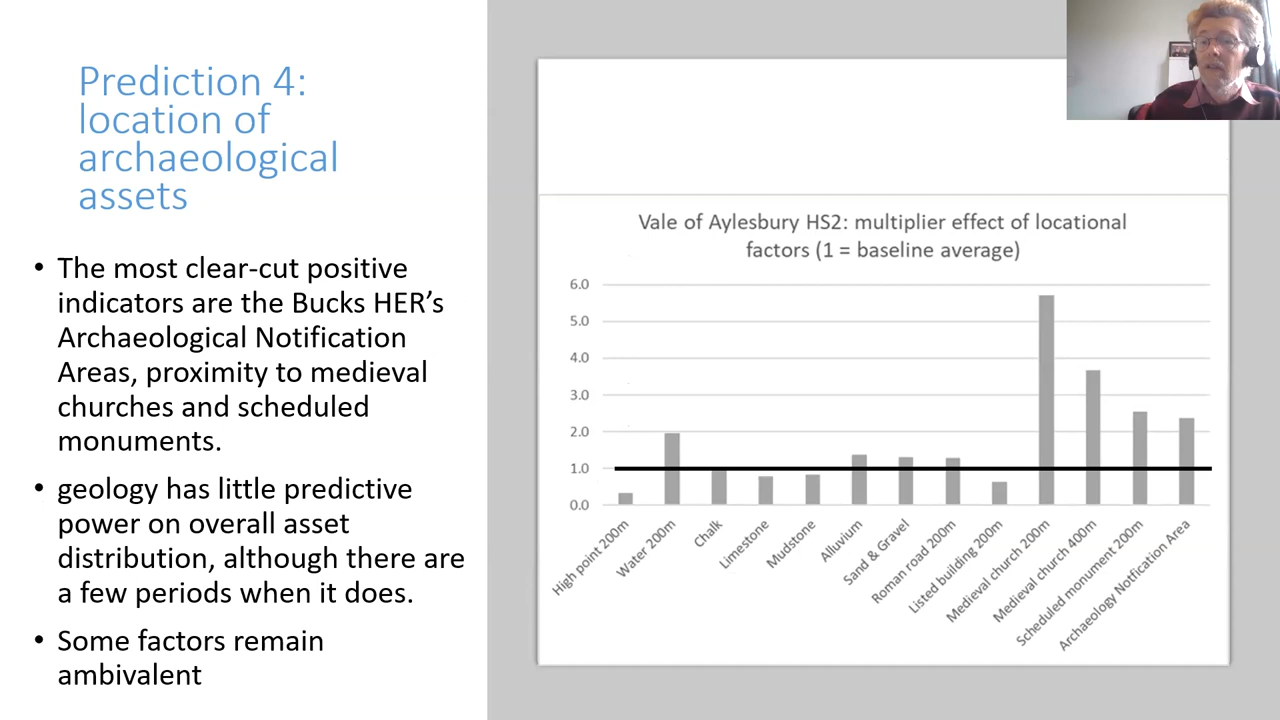 Prediction 4:
location of
archaeological
assets
• The most clear-cut positive
indicators are the Bucks HER’s
Archaeological Notification
Areas, proximity to medieval
churches and scheduled
monuments.
• geology has little predictive
power on overall asset
distribution, although there are
a few periods when it does.
• Some factors remain
ambivalent
Vale of Aylesbury HS2: multiplier effect of locational
factors (1 = baseline average)
6.0
5.0
4.0
3.0
2.0
1.0
0.0
High point 200m
Water 200m
Chalk
Limestone
Mudstone
Alluvium
Sand & Gravel
Roman road 200m
Listed building 200m
Medieval church 200m
Medieval church 400m
Scheduled monument 200m
Archaeology Notfication Area